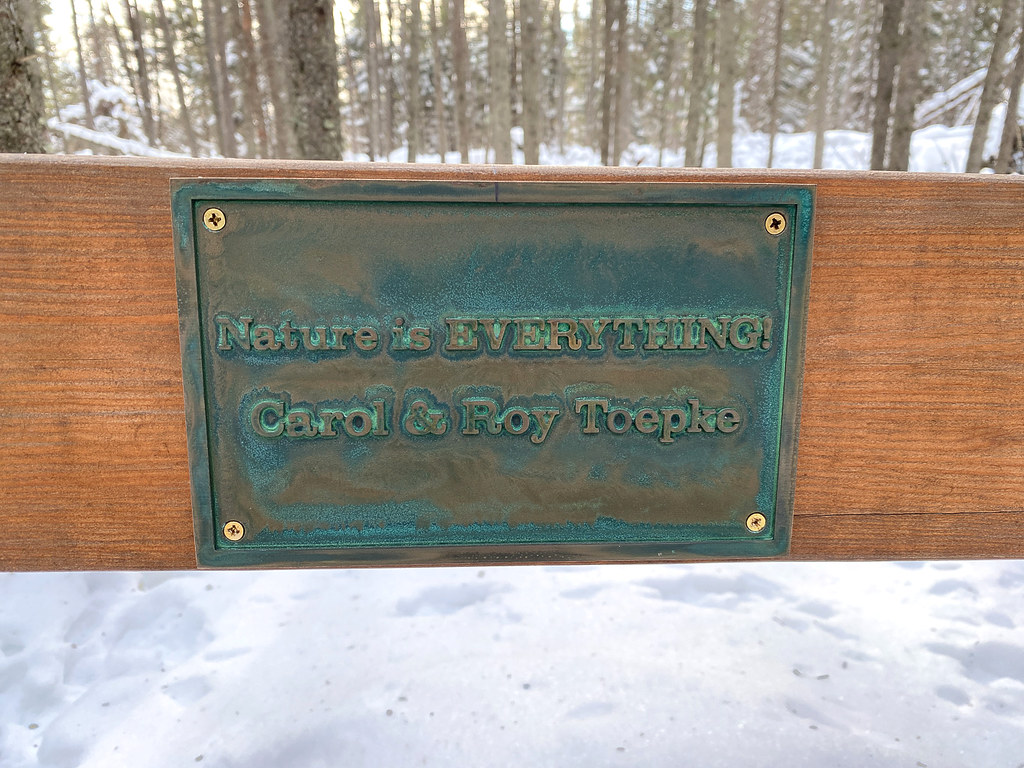 Nature is EVERYTHING!
Carol & Roy Toepke